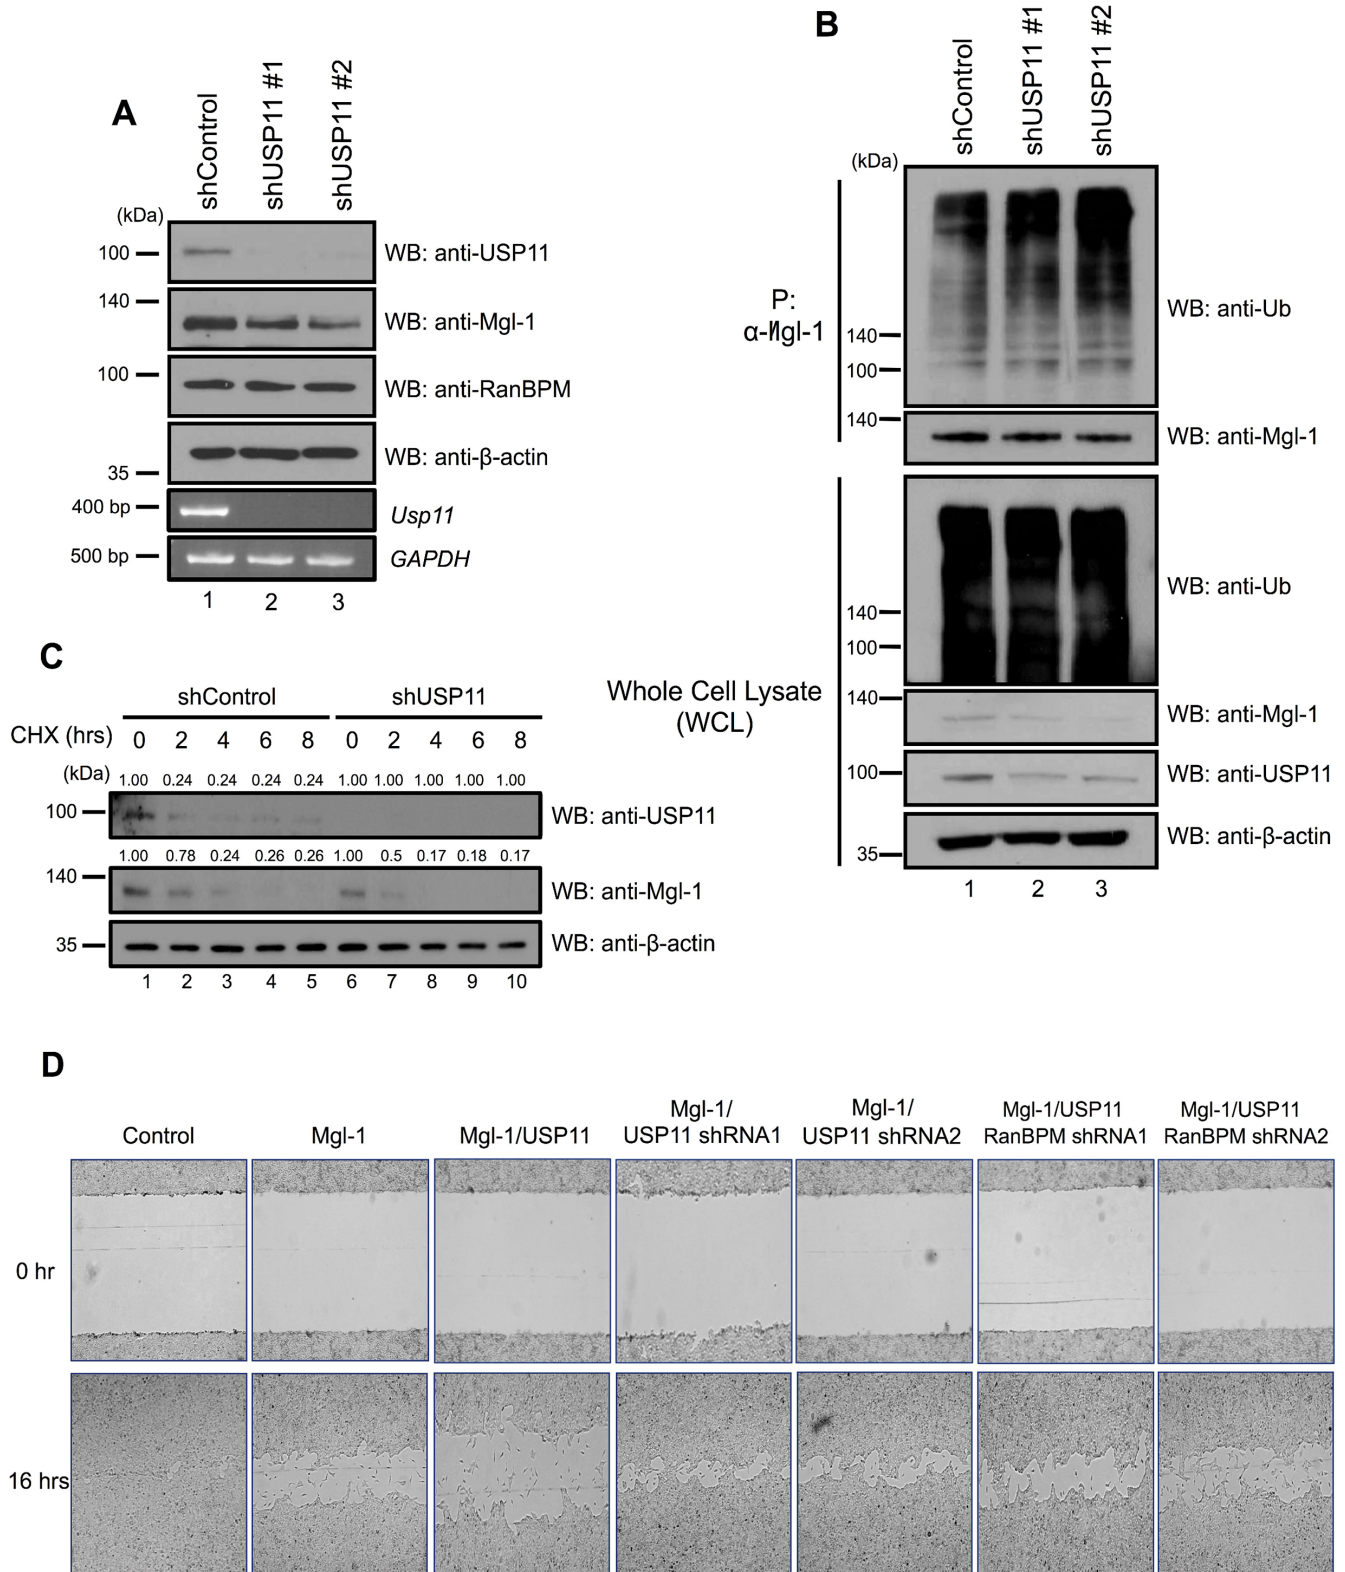 A
shControl
shUSP11 #1
shUSP11 #2
(kDa)
100
WB: anti-USP11
140
WB: anti-Mgl-1
100
WB: anti-RanBPM
35
WB: anti-β-actin
400 bp
Usp11
500 bp
GAPDH
1 2 3
B
shControl
shUSP11 #1
shUSP11 #2
(kDa)
P:
α-Mgl-1
140
100
WB: anti-Ub
140
WB: anti-Mgl-1
Whole Cell Lysate
(WCL)
140
100
WB: anti-Ub
140
WB: anti-Mgl-1
100
WB: anti-USP11
35
WB: anti-β-actin
1 2 3
C
shControl shUSP11
CHX (hrs) 0 2 4 6 8 0 2 4 6 8
(kDa) 1.00 0.24 0.24 0.24 0.24 1.00 1.00 1.00 1.00 1.00
100 WB: anti-USP11
1.00 0.78 0.24 0.26 0.26 1.00 0.5 0.17 0.18 0.17
140 WB: anti-Mgl-1
35 WB: anti-β-actin
1 2 3 4 5 6 7 8 9 10
D
Control
Mgl-1
Mgl-1/USP11
Mgl-1/
USP11 shRNA1
Mgl-1/
USP11 shRNA2
Mgl-1/USP11
RanBPM shRNA1
Mgl-1/USP11
RanBPM shRNA2
0 hr
16 hrs